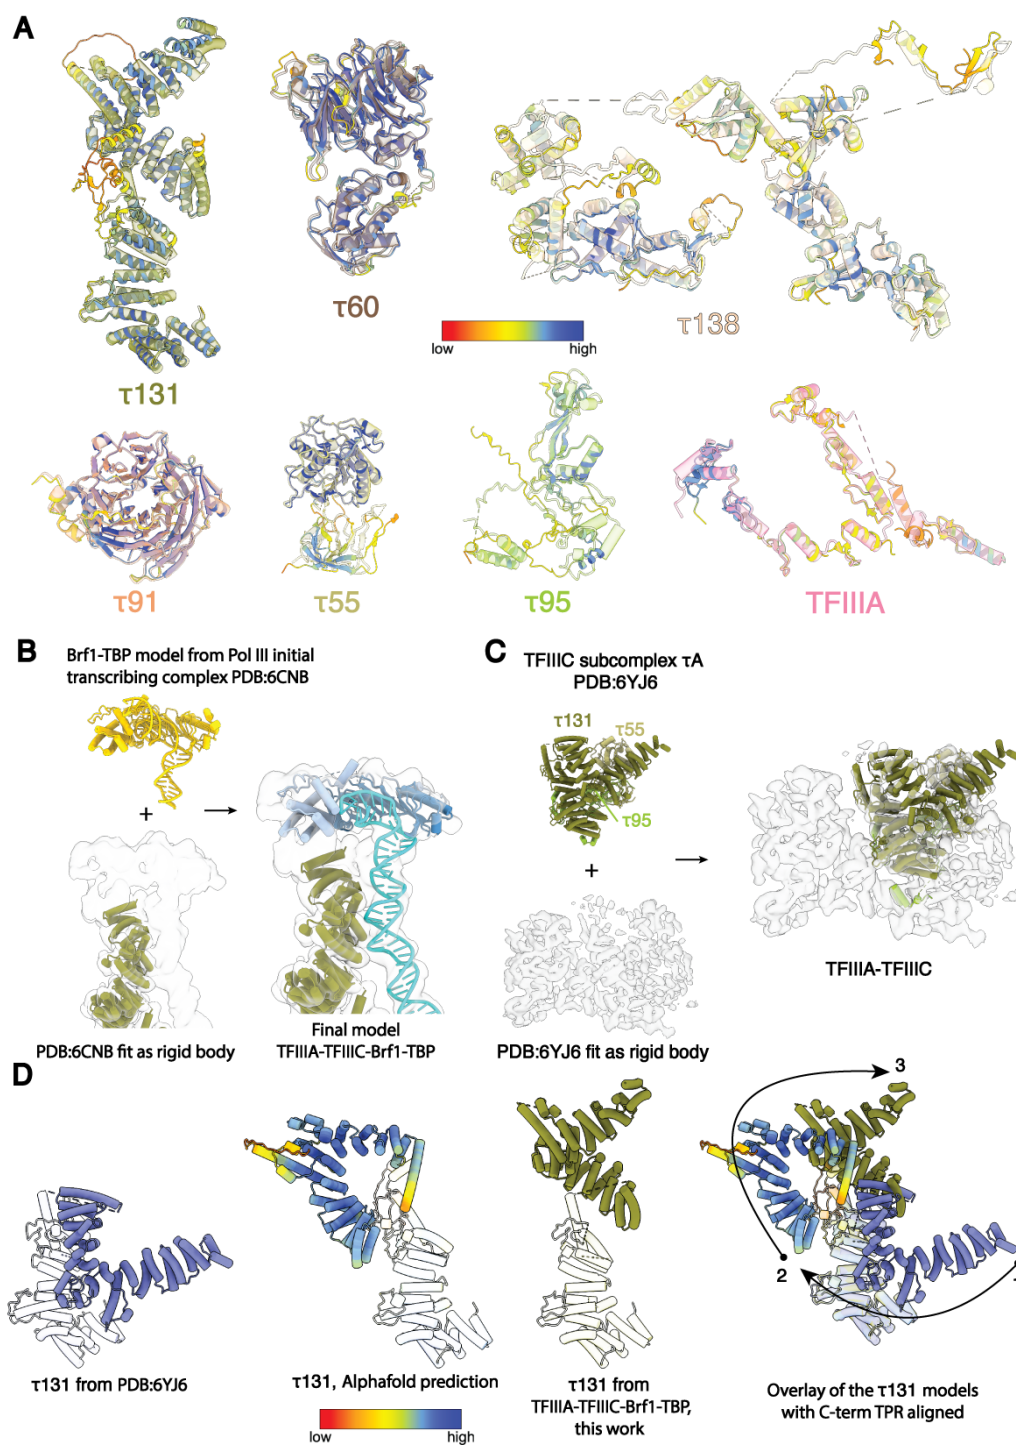 A
τ131
τ60
τ138
low
high
τ91
τ55
τ95
TFIIIA
B
Brf1-TBP model from Pol III initial
transcribing complex PDB:6CNB
+
PDB:6CNB fit as rigid body
Final model
TFIIIA-TFIIIC-Brf1-TBP
C
TFIIIC subcomplex τA
PDB:6YJ6
τ131
τ55
τ95
+
PDB:6YJ6 fit as rigid body
TFIIIA-TFIIIC
D
τ131 from PDB:6YJ6
τ131, Alphafold prediction
low
high
τ131 from
TFIIIA-TFIIIC-Brf1-TBP,
this work
3
2
1
Overlay of the τ131 models
with C-term TPR aligned